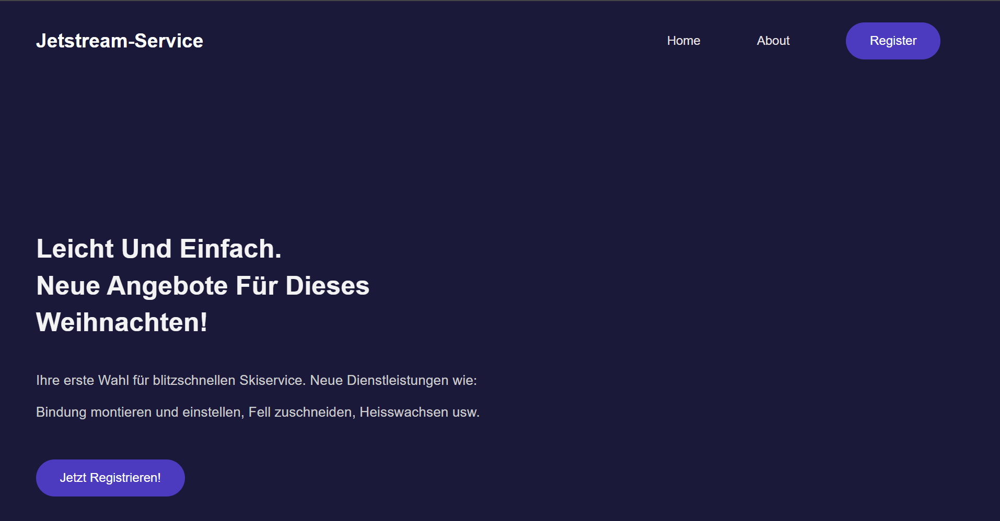 Jetstream-Service
Home
About
Register
Leicht Und Einfach.
Neue Angebote Für Dieses
Weihnachten!
Ihre erste Wahl für blitzschnellen Skiservice. Neue Dienstleistungen wie:
Bindung montieren und einstellen, Fell zuschneiden, Heisswachsen usw.
Jetzt Registrieren!